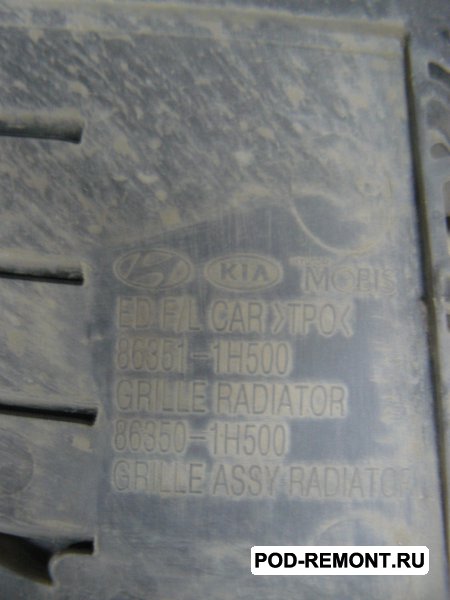 KIA MOBIS
ED F/L CAR >TPO<
86351-1H500
GRILLE RADIATOR
86350-1H500
GRILLE ASSY RADIATOR
POD-REMONT.RU